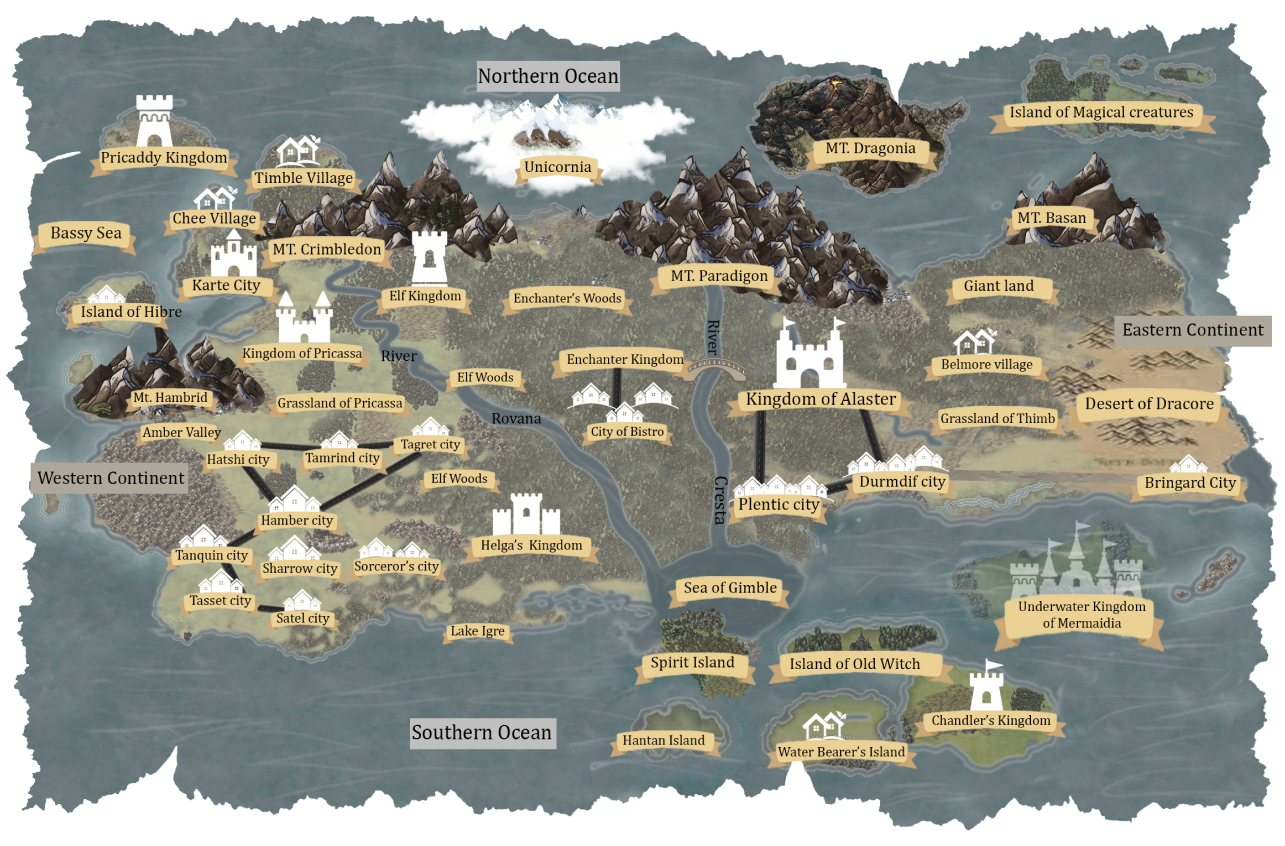 Northern Ocean
Island of Magical creatures
Pricaddy Kingdom
MT. Dragonia
Unicornia
Timble Village
Chee Village
MT. Basan
Bassy Sea
MT. Crimbledon
MT. Paradigon
Karte City
Elf Kingdom
Enchanter's Woods
Giant land
Island of Hibre
Eastern Continent
River
Kingdom of Pricassa
River
Enchanter Kingdom
Belmore village
Elf Woods
Mt. Hambrid
Grassland of Pricassa
Kingdom of Alaster
Desert of Dracore
Rovana
Grassland of Thimb
Amber Valley
City of Bistro
Hatshi city
Tamrind city
Tagret city
Western Continent
Elf Woods
Durmdif city
Bringard City
Cresta
Plentic city
Hamber city
Helga's Kingdom
Tanquin city
Sharrow city
Sorceror's city
Sea of Gimble
Tasset city
Satel city
Underwater Kingdom
of Mermaidia
Lake Igre
Spirit Island
Island of Old Witch
Chandler's Kingdom
Southern Ocean
Hantan Island
Water Bearer's Island